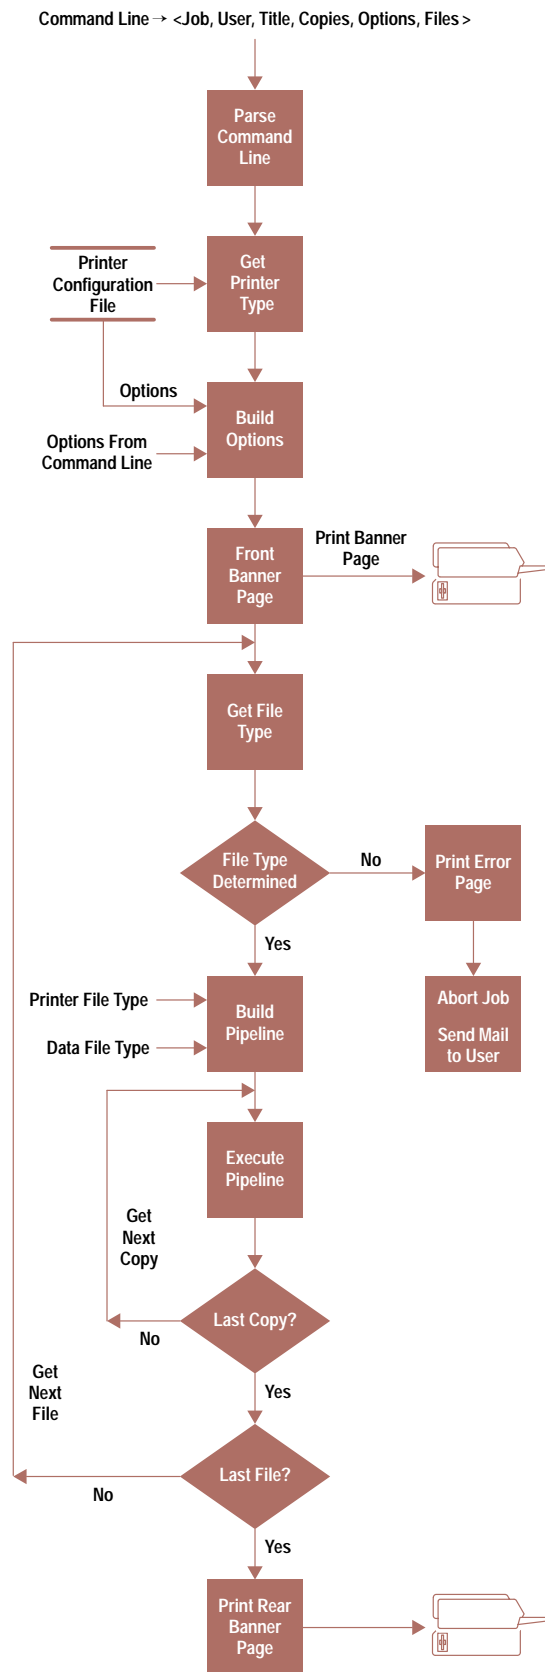 Command Line → <Job, User, Title, Copies, Options, Files>
Parse
Command
Line
Printer
Configuration
File
Get
Printer
Type
Options
Options From
Command Line
Build
Options
Front
Banner
Page
Print Banner
Page
Get File
Type
File Type
Determined
No
Print Error
Page
Yes
Abort Job
Send Mail
to User
Printer File Type
Data File Type
Build
Pipeline
Execute
Pipeline
Get
Next
Copy
Last Copy?
No
Yes
Get
Next
File
Last File?
No
Yes
Print Rear
Banner
Page